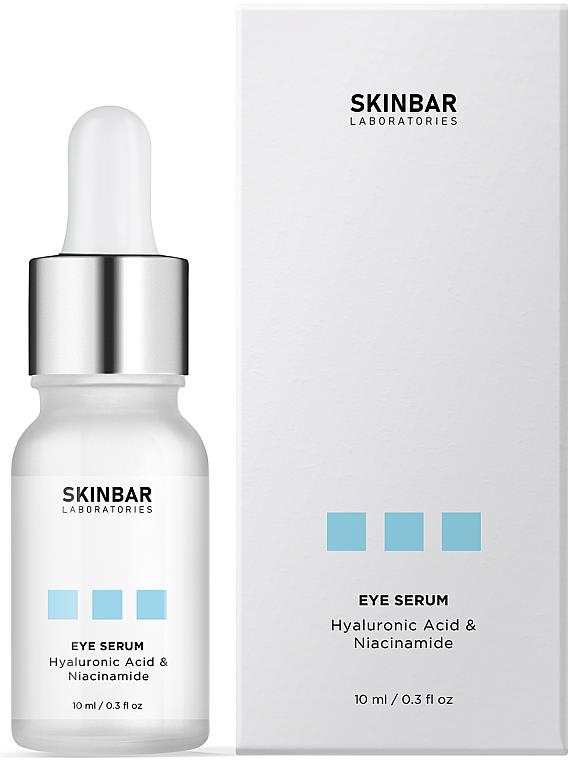 SKINBAR
LABORATORIES
EYE SERUM
Hyaluronic Acid &
Niacinamide
10 ml / 0.3 fl oz
SKINBAR
LABORATORIES
EYE SERUM
Hyaluronic Acid &
Niacinamide
10 ml / 0.3 fl oz